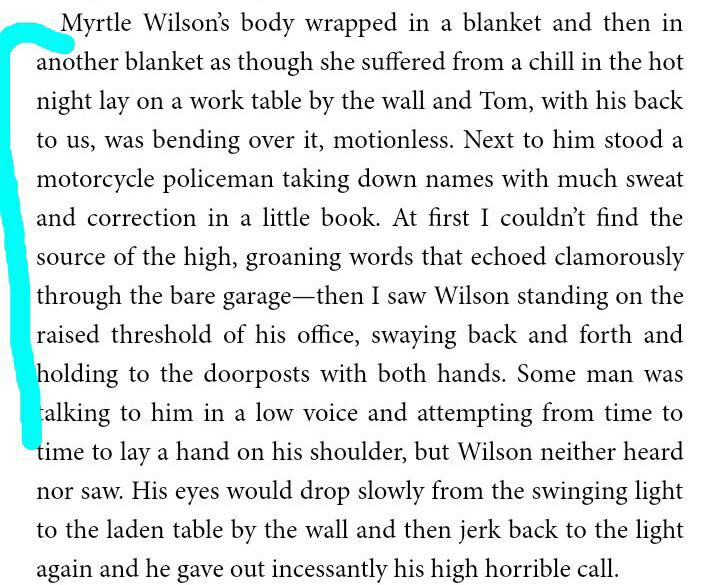 Myrtle Wilson’s body wrapped in a blanket and then in
another blanket as though she suffered from a chill in the hot
night lay on a work table by the wall and Tom, with his back
to us, was bending over it, motionless. Next to him stood a
motorcycle policeman taking down names with much sweat
and correction in a little book. At first I couldn’t find the
source of the high, groaning words that echoed clamorously
through the bare garage—then I saw Wilson standing on the
raised threshold of his office, swaying back and forth and
holding to the doorposts with both hands. Some man was
talking to him in a low voice and attempting from time to
time to lay a hand on his shoulder, but Wilson neither heard
nor saw. His eyes would drop slowly from the swinging light
to the laden table by the wall and then jerk back to the light
again and he gave out incessantly his high horrible call.